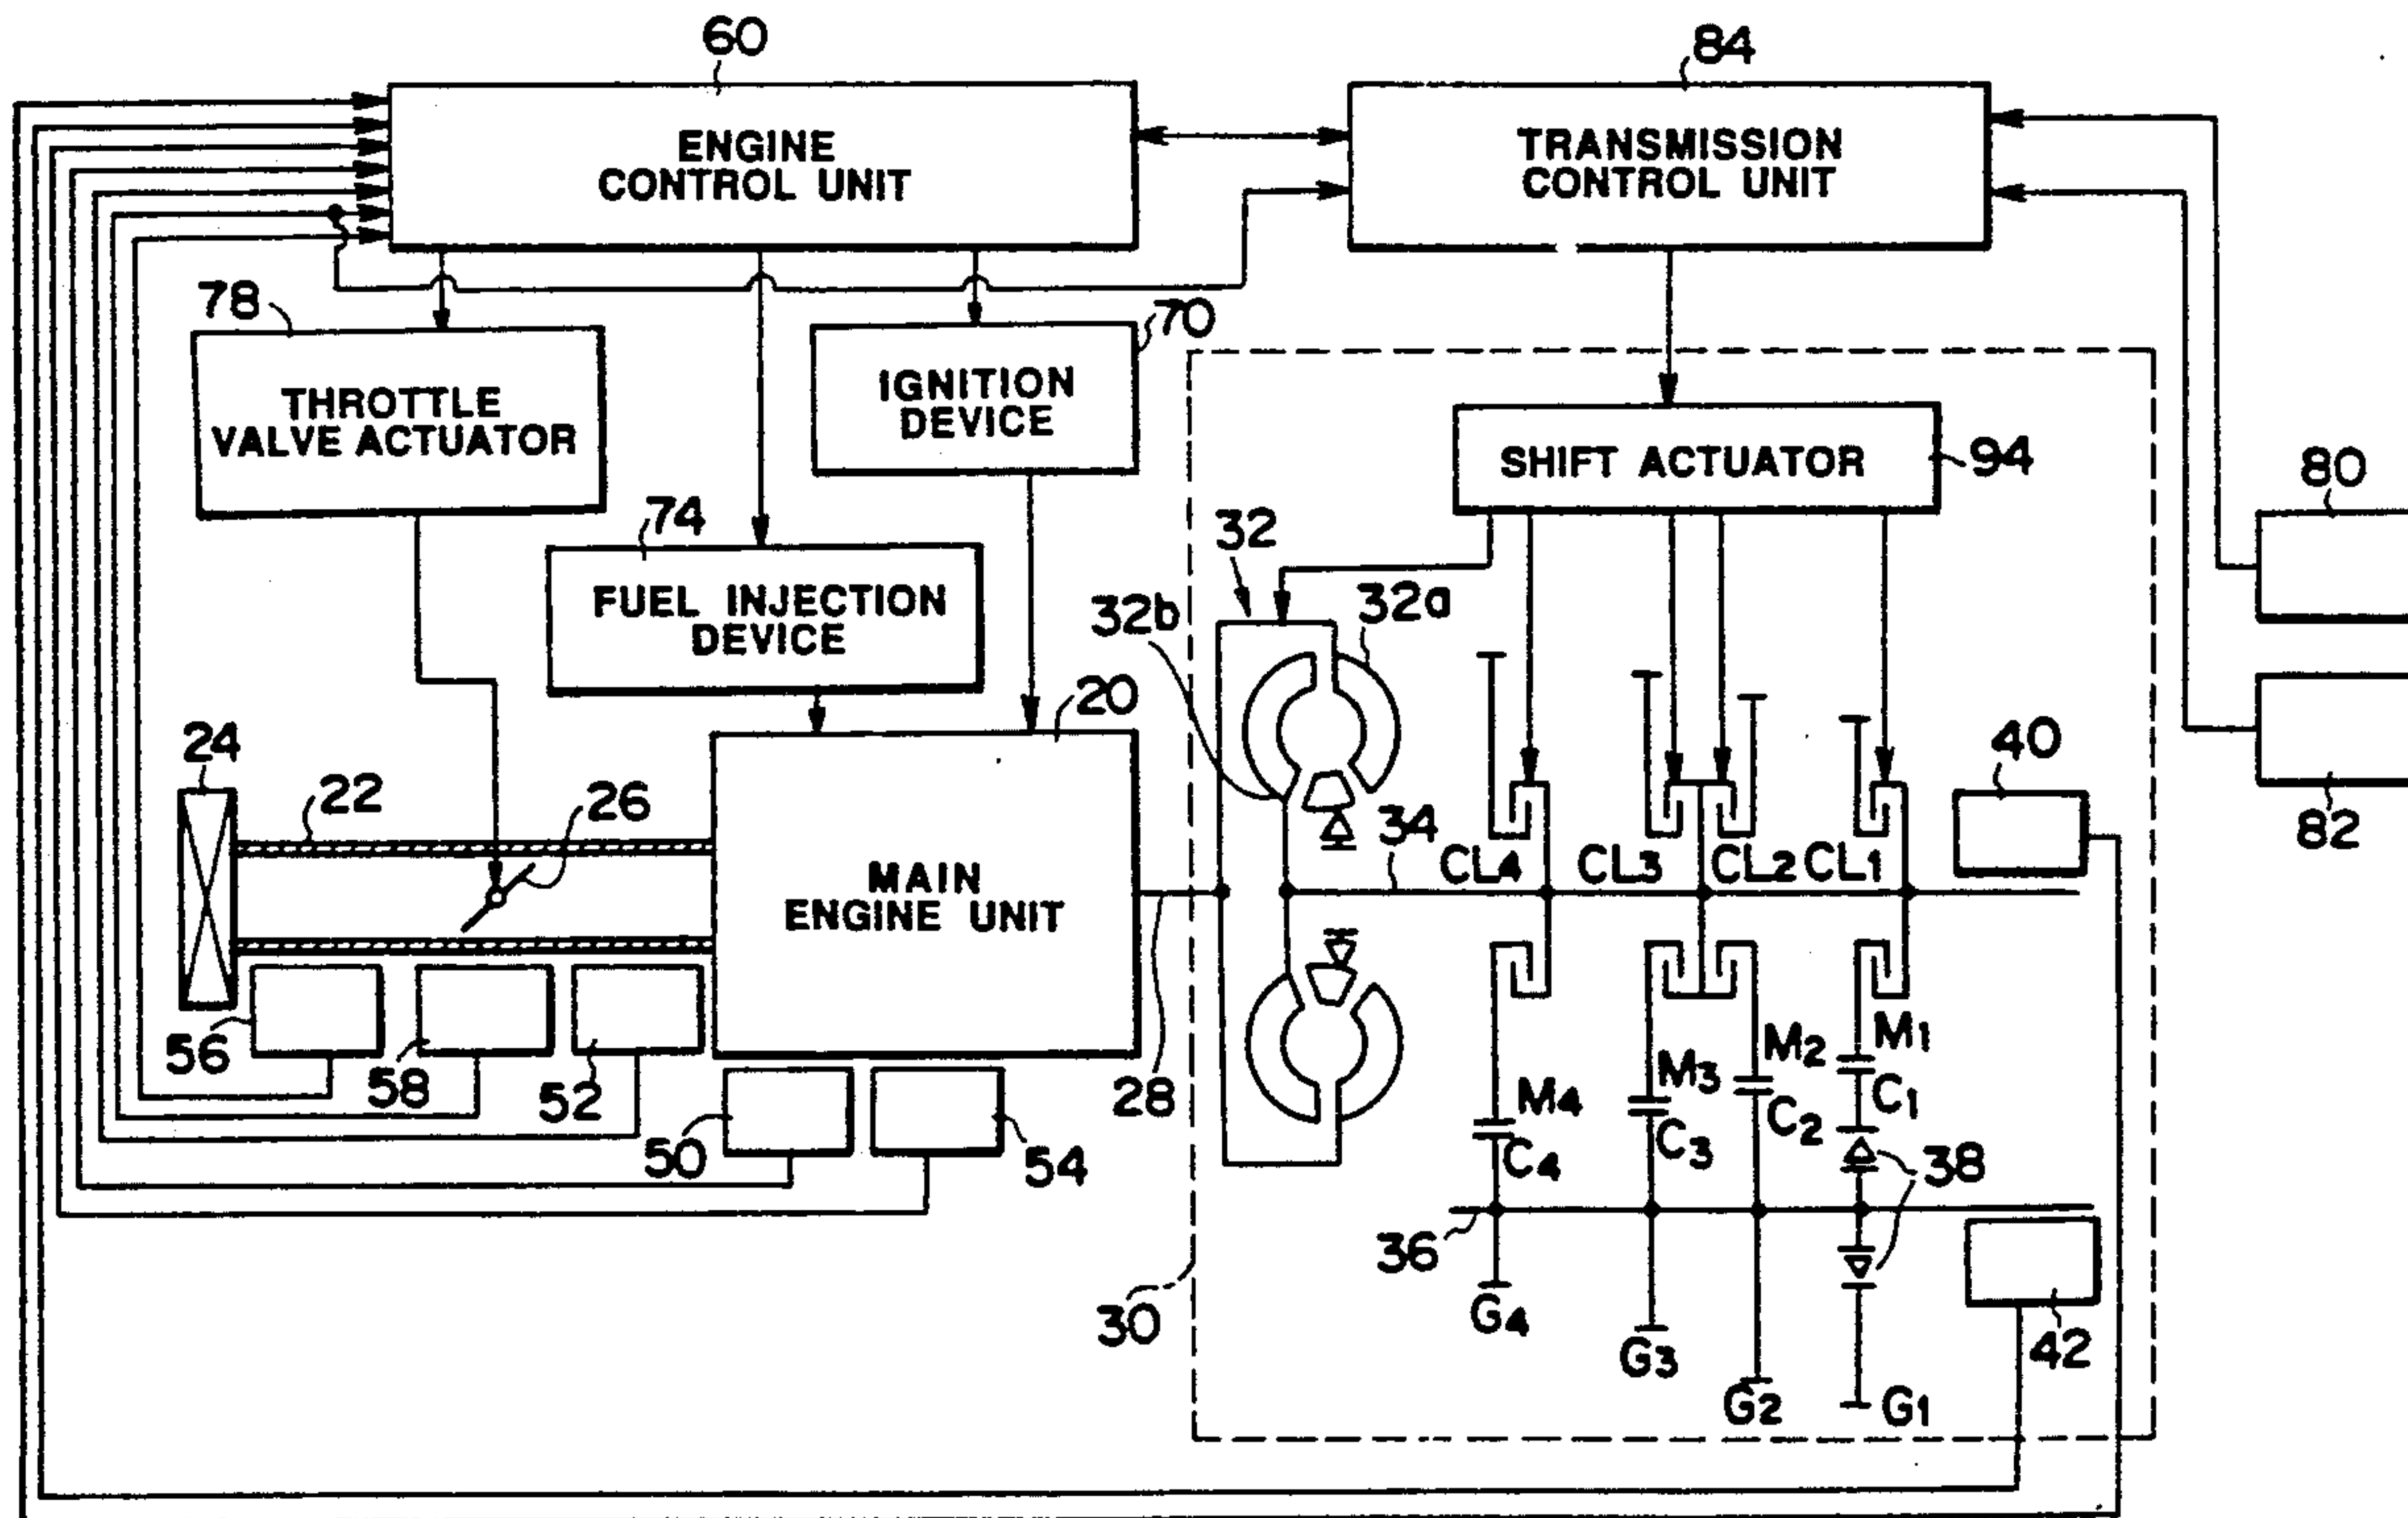 60
84
ENGINE
CONTROL UNIT
TRANSMISSION
CONTROL UNIT
78
70
THROTTLE
VALVE ACTUATOR
IGNITION
DEVICE
SHIFT ACTUATOR
94
80
74
32
FUEL INJECTION
DEVICE
32b
32a
20
24
22
26
40
82
34
CL4
CL3
CL2
CL1
MAIN
ENGINE UNIT
56
58
52
28
M4
M3
M2
M1
50
54
C4
C3
C2
C1
38
36
30
G4
G3
G2
G1
42